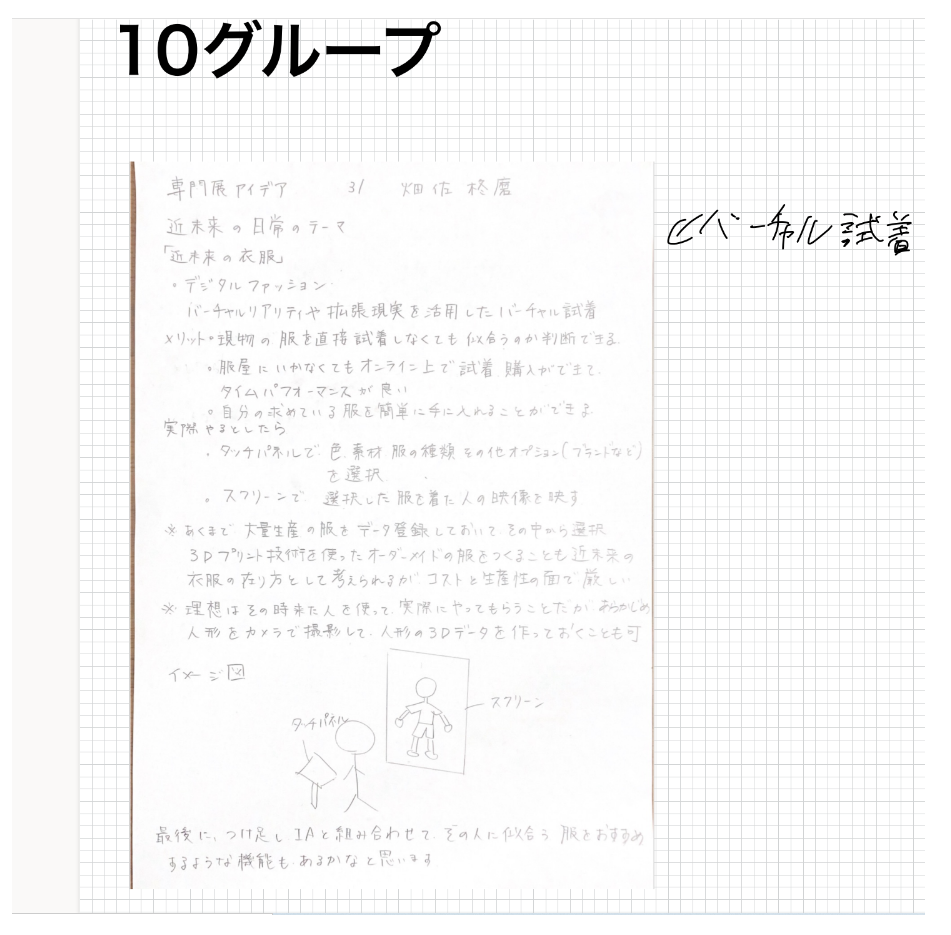 10グループ
専門展アイデア 31 畑佐 柊磨
←バーチャル試着
近未来の日常のテーマ
「近未来の衣服」
・デジタルファッション
バーチャルリアリティや拡張現実を活用したバーチャル試着
メリット・現物の服を直接試着しなくても似合うのか判断できる
・服屋にいかなくてもオンライン上で試着、購入ができて、
タイムパフォーマンスが良い
・自分の求めている服を簡単に手に入れることができる
実際やるとしたら
・タッチパネルで 色、素材、服の種類、その他オプション(ブランドなど)
を選択
・スクリーンで 選択した服を着た人の映像を映す
※あくまで 大量生産の服をデータ登録しておいて、その中から選択
3Dプリント技術を使ったオーダーメイドの服をつくることも近未来の
衣服の在り方として考えられるが、コストと生産性の面で厳しい
※理想はその時来た人を使って、実際にやってもらうことだが、あらかじめ
人形をカメラで撮影して、人形の3Dデータを作っておくことも可
イメージ図
スクリーン
タッチパネル
最後に、つけ足し、IAと組み合わせて、その人に似合う 服をおすすめ
するような機能も、あるかなと思います